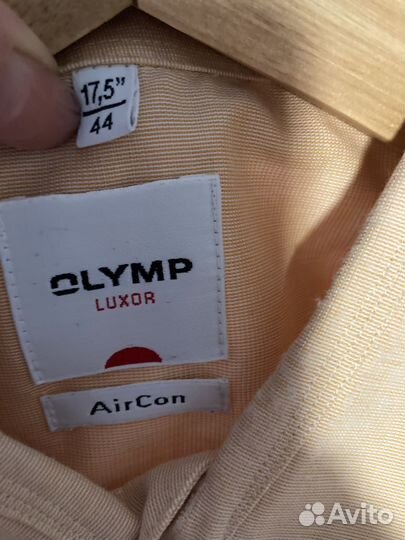 17,5"
44
OLYMP
LUXOR
AirCon
Avito